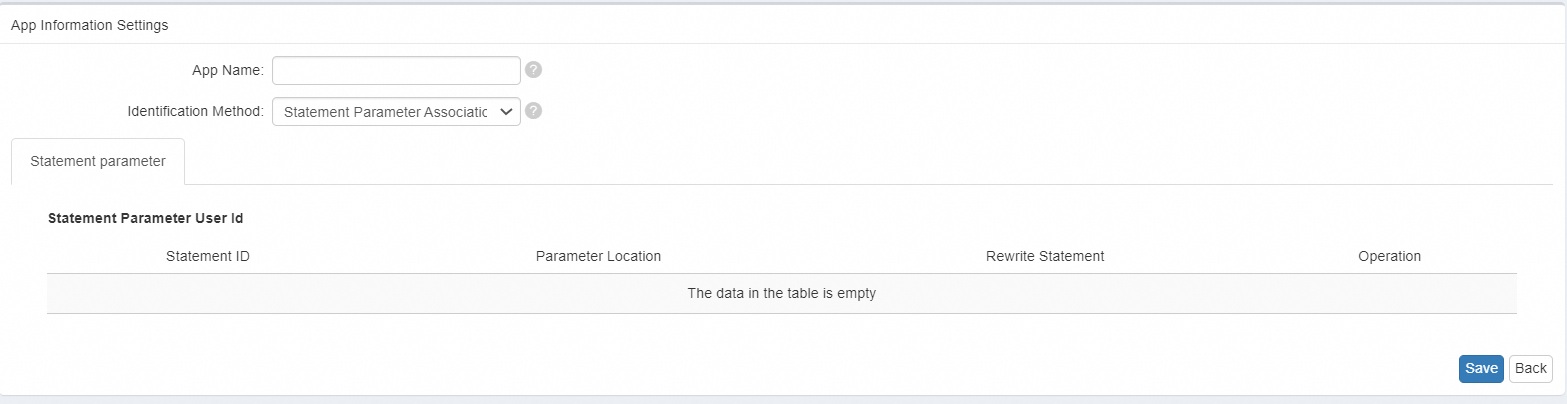 App Information Settings
App Name:
?
Identification Method: Statement Parameter Associatic
?
Statement parameter
Statement Parameter User Id
Statement ID Parameter Location Rewrite Statement Operation
The data in the table is empty
Save Back